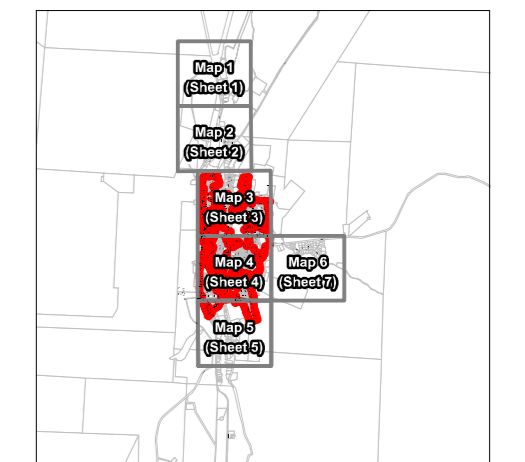 Map 1
(Sheet 1)
Map 2
(Sheet 2)
Map 3
(Sheet 3)
Map 4
(Sheet 4)
Map 6
(Sheet 7)
Map 5
(Sheet 5)